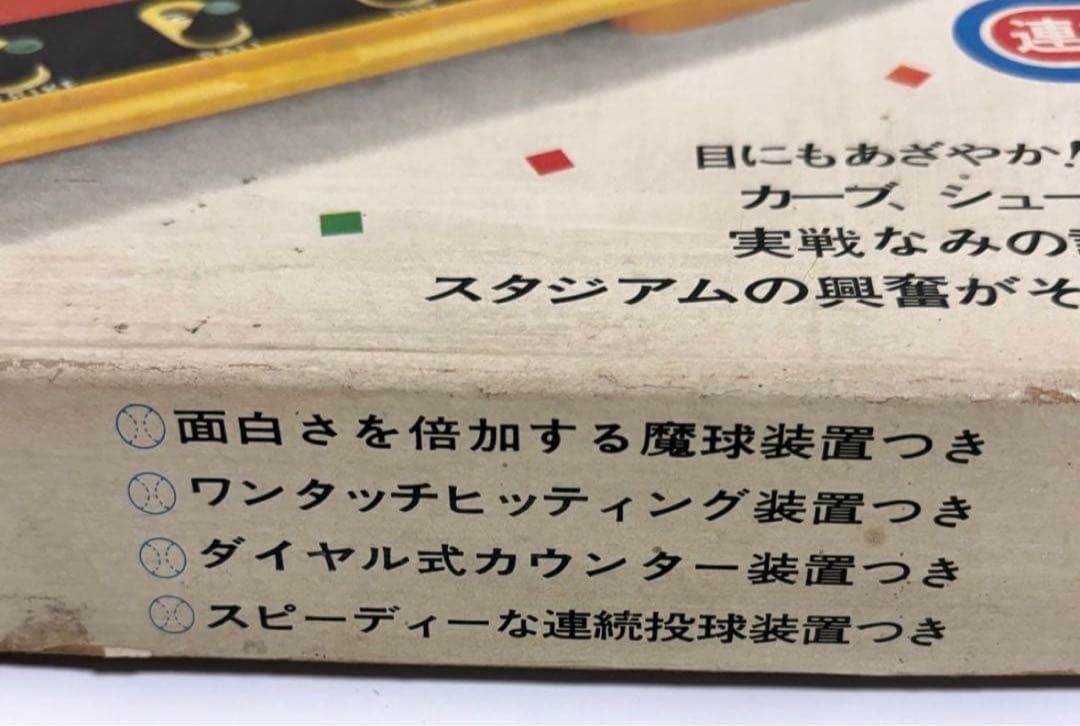 連
目にもあざやか!
カーブ、シュー
実戦なみの
スタジアムの興奮がそ
面白さを倍加する魔球装置つき
ワンタッチヒッティング装置つき
ダイヤル式カウンター装置つき
スピーディーな連続投球装置つき